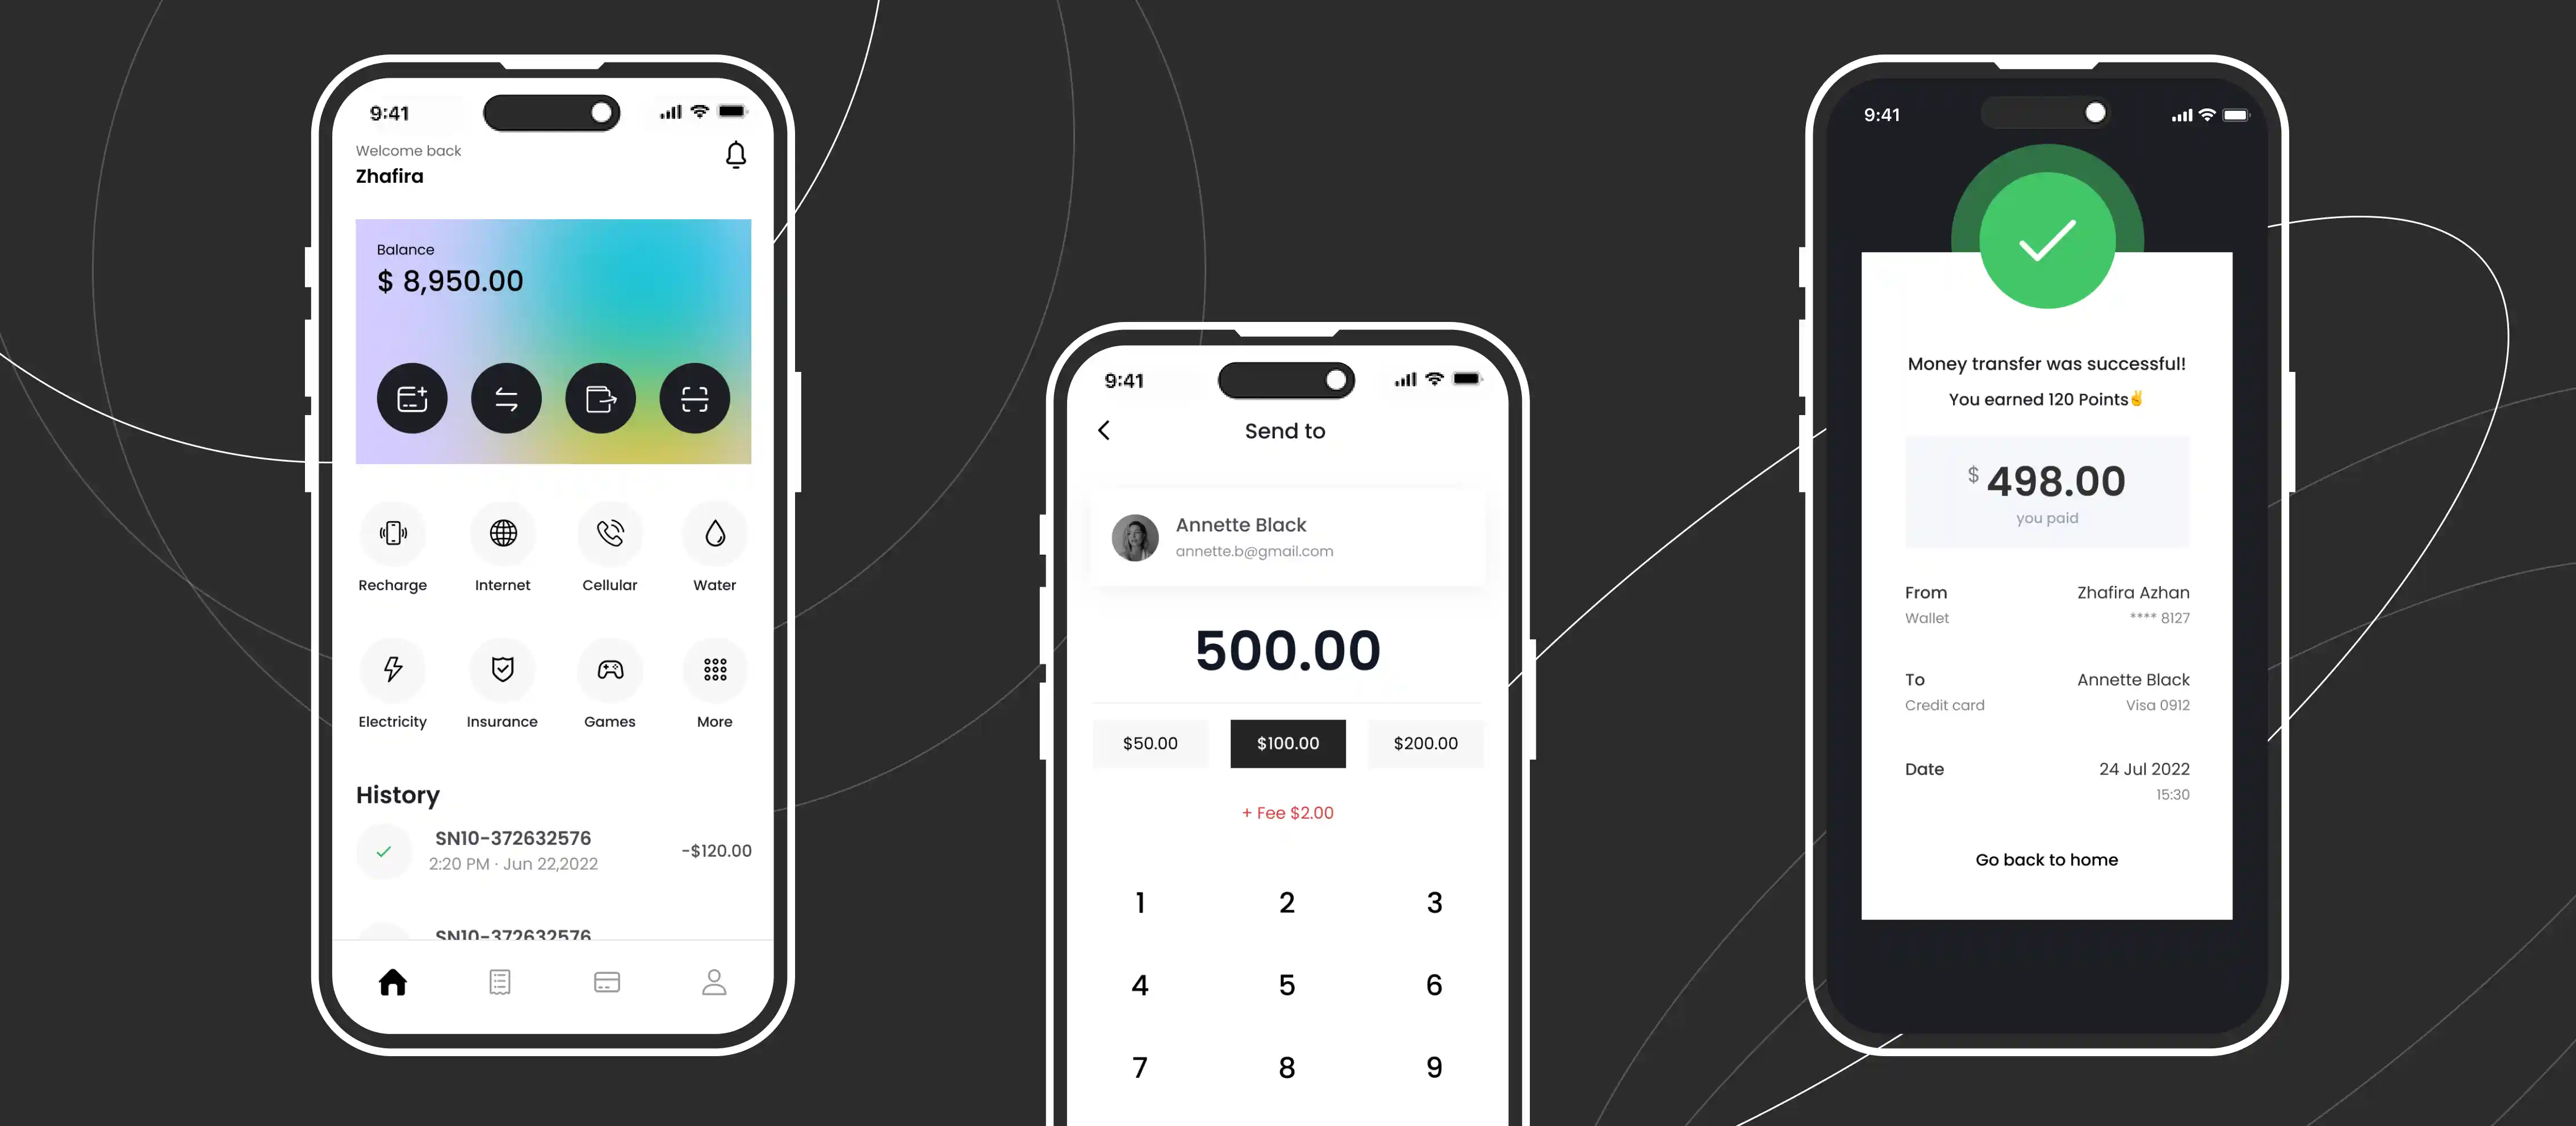 9:41
Welcome back
Zhafira
Balance
$ 8,950.00
Recharge Internet Cellular Water
Electricity Insurance Games More
History
SN10-372632576
2:20 PM · Jun 22,2022
-$120.00
SN10-372632576
9:41
Send to
Annette Black
annette.b@gmail.com
500.00
$50.00 $100.00 $200.00
+ Fee $2.00
1 2 3
4 5 6
7 8 9
9:41
Money transfer was successful!
You earned 120 Points✌️
$ 498.00
you paid
From Zhafira Azhan
Wallet **** 8127
To Annette Black
Credit card Visa 0912
Date 24 Jul 2022
15:30
Go back to home